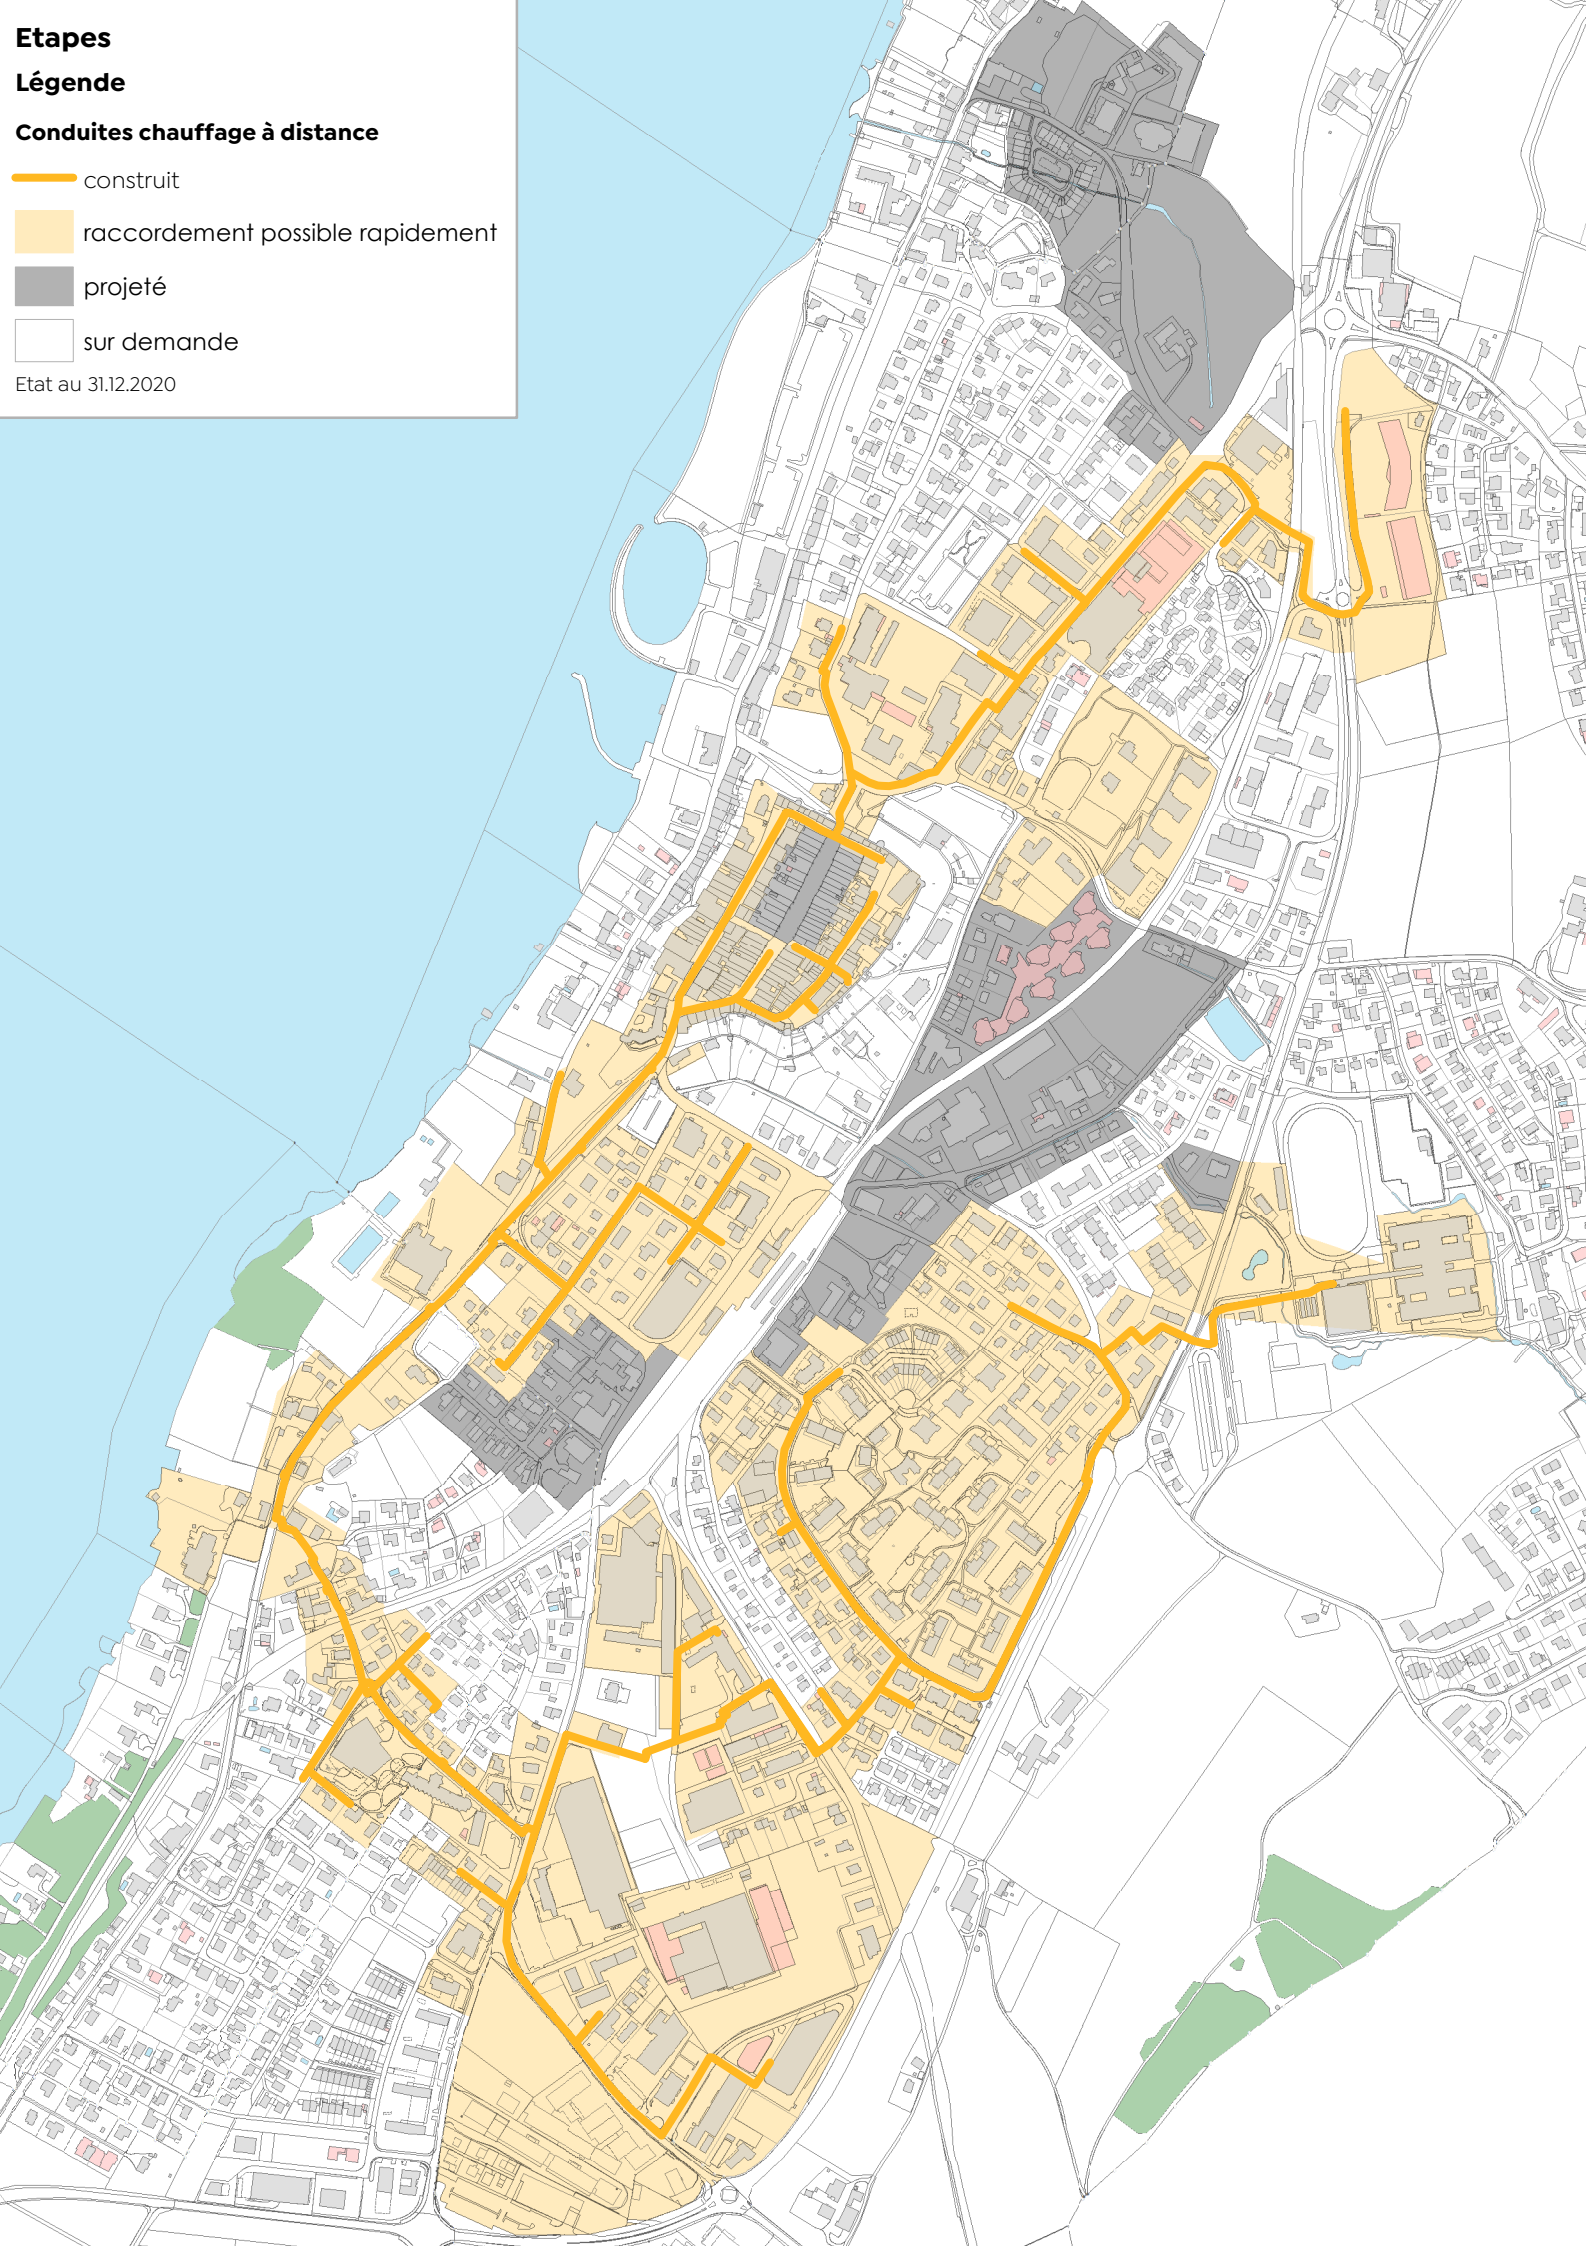 Etapes
Légende
Conduites chauffage à distance
construit
raccordement possible rapidement
projeté
sur demande
Etat au 31.12.2020